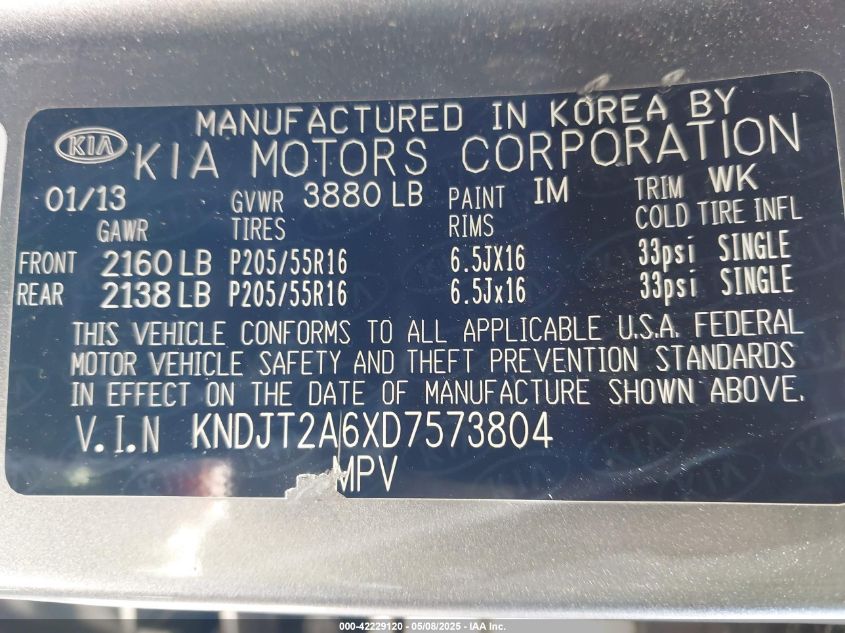 MANUFACTURED IN KOREA BY
KIA KIA MOTORS CORPORATION
01/13 GVWR 3880 LB PAINT IM TRIM WK
GAWR TIRES RIMS COLD TIRE INFL
FRONT 2160 LB P205/55R16 6.5JX16 33psi SINGLE
REAR 2138 LB P205/55R16 6.5Jx16 33psi SINGLE
THIS VEHICLE CONFORMS TO ALL APPLICABLE U.S.A. FEDERAL
MOTOR VEHICLE SAFETY AND THEFT PREVENTION STANDARDS
IN EFFECT ON THE DATE OF MANUFACTURE SHOWN ABOVE.
V.I.N KNDJT2A6XD7573804
MPV
000-42229120 - 05/08/2025 - IAA Inc.